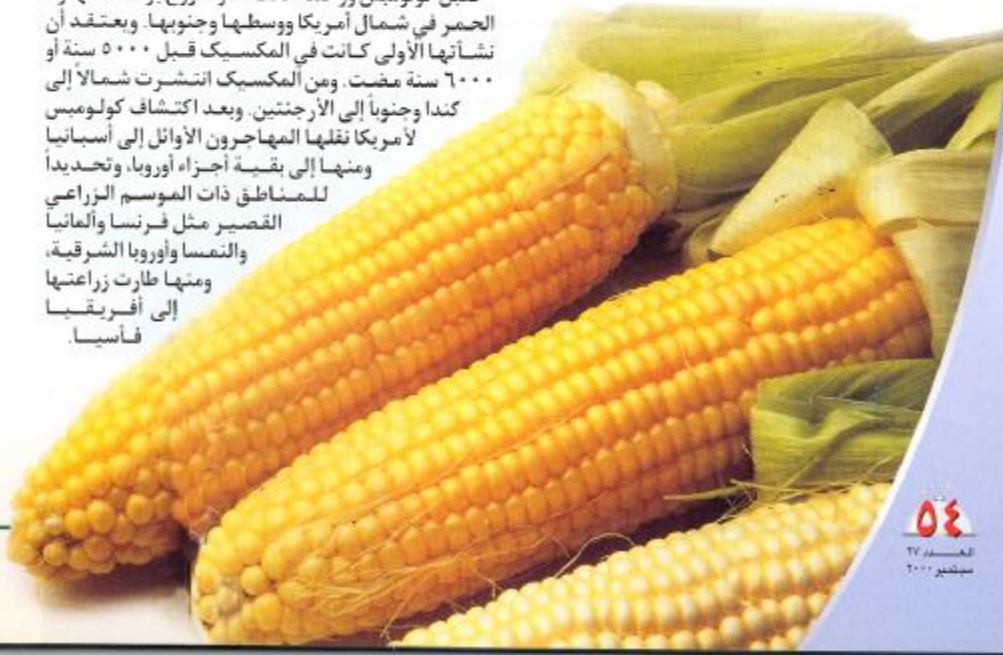 الحمر في شمال أمريكا ووسطها وجنوبها. ويعتقد أن
نشأتها الأولى كانت في المكسيك قبل ٥٠٠٠ سنة أو
٦٠٠٠ سنة مضت. ومن المكسيك انتشرت شمالاً إلى
كندا وجنوباً إلى الأرجنتين. وبعد اكتشاف كولومبس
لأمريكا نقلها المهاجرون الأوائل إلى أسبانيا
ومنها إلى بقية أجزاء أوروبا، وتحديداً
للمناطق ذات الموسم الزراعي
القصير مثل فرنسا وألمانيا
والنمسا وأوروبا الشرقية،
ومنها طارت زراعتها
إلى أفريقيا
فأسيا.
٥٤
العدد ٢٧
سبتمبر ٢٠٠٠